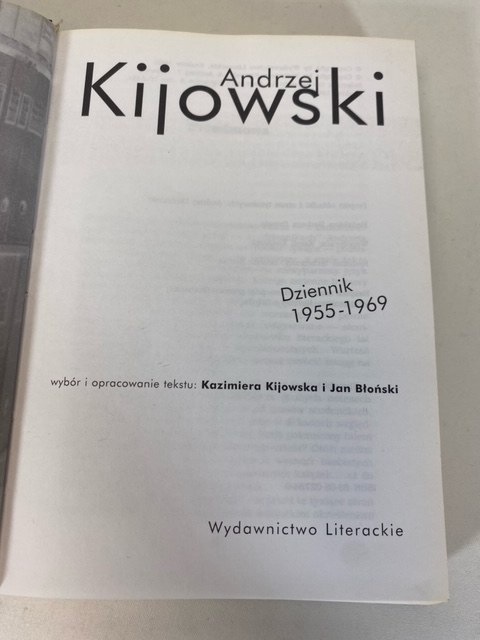 Andrzej
Kijowski
Dziennik
1955-1969
wybór i opracowanie tekstu: Kazimiera Kijowska i Jan Błoński
Wydawnictwo Literackie